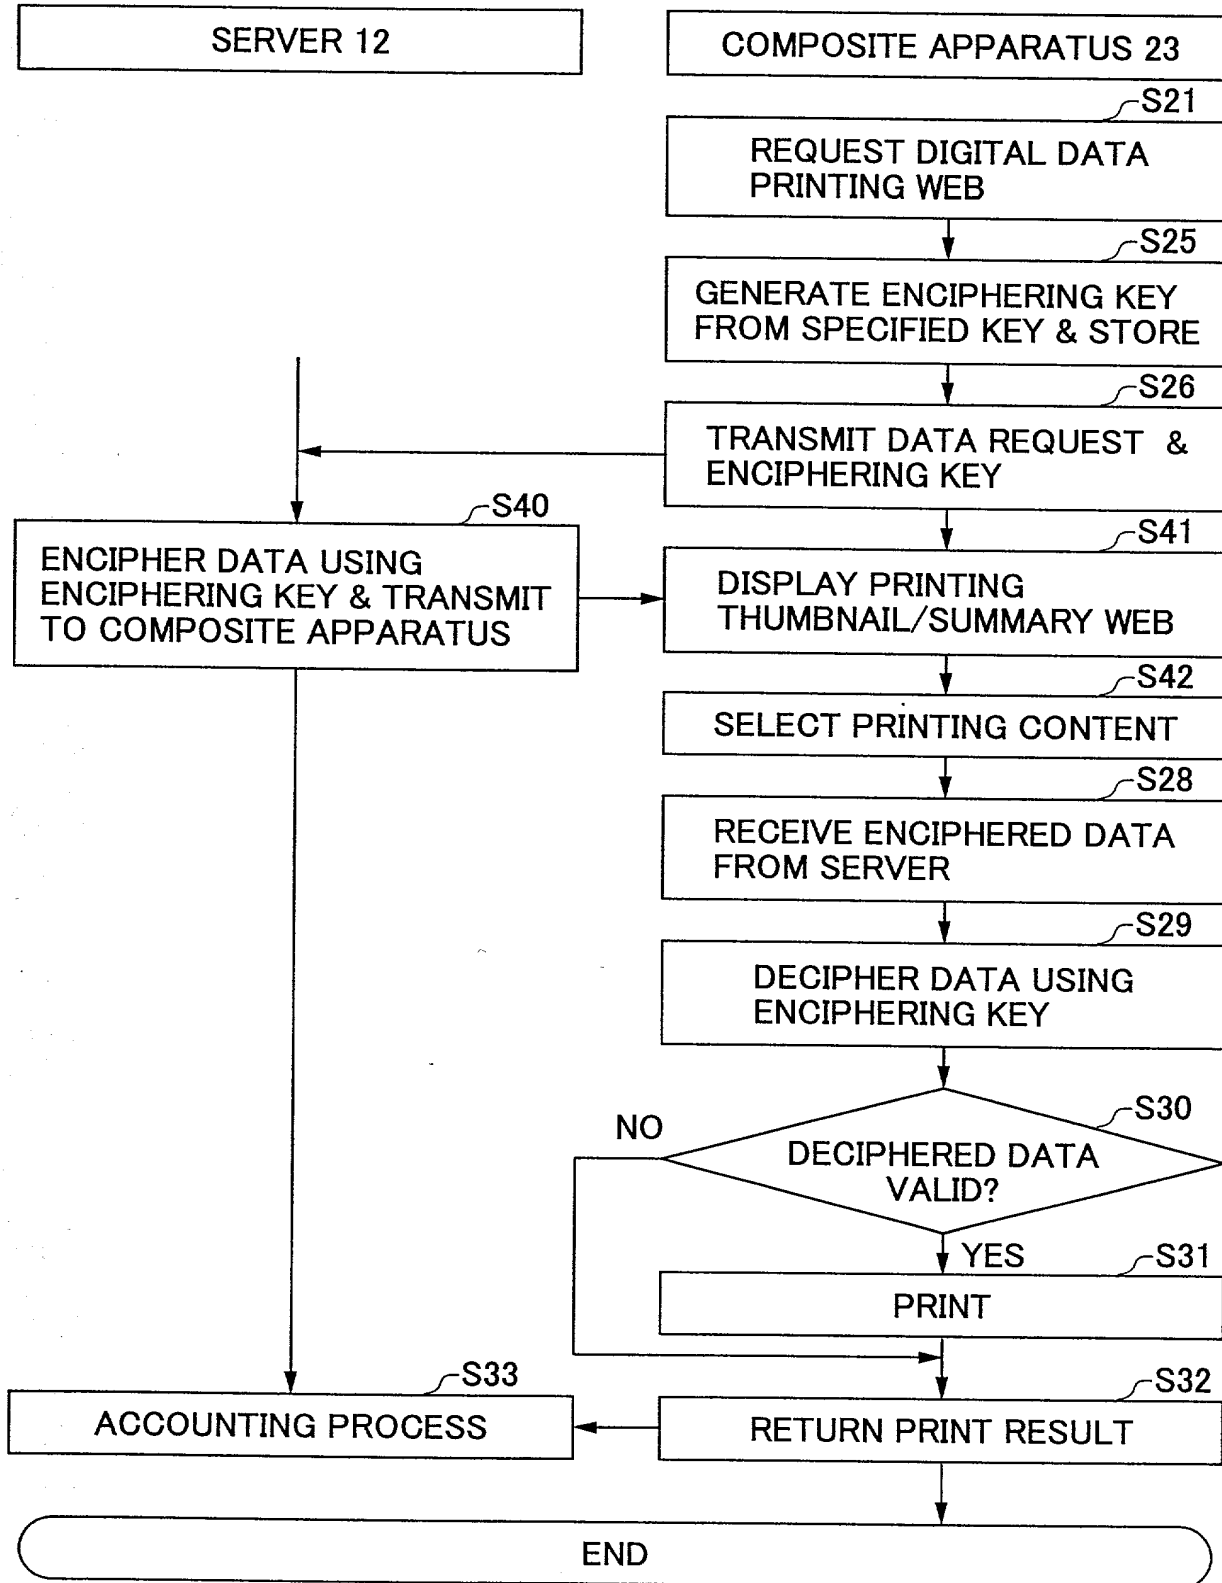 SERVER 12
COMPOSITE APPARATUS 23
S21
REQUEST DIGITAL DATA
PRINTING WEB
S25
GENERATE ENCIPHERING KEY
FROM SPECIFIED KEY & STORE
S26
TRANSMIT DATA REQUEST &
ENCIPHERING KEY
S40
ENCIPHER DATA USING
ENCIPHERING KEY & TRANSMIT
TO COMPOSITE APPARATUS
S41
DISPLAY PRINTING
THUMBNAIL/SUMMARY WEB
S42
SELECT PRINTING CONTENT
S28
RECEIVE ENCIPHERED DATA
FROM SERVER
S29
DECIPHER DATA USING
ENCIPHERING KEY
S30
NO
DECIPHERED DATA
VALID?
YES
S31
PRINT
S33
ACCOUNTING PROCESS
S32
RETURN PRINT RESULT
END